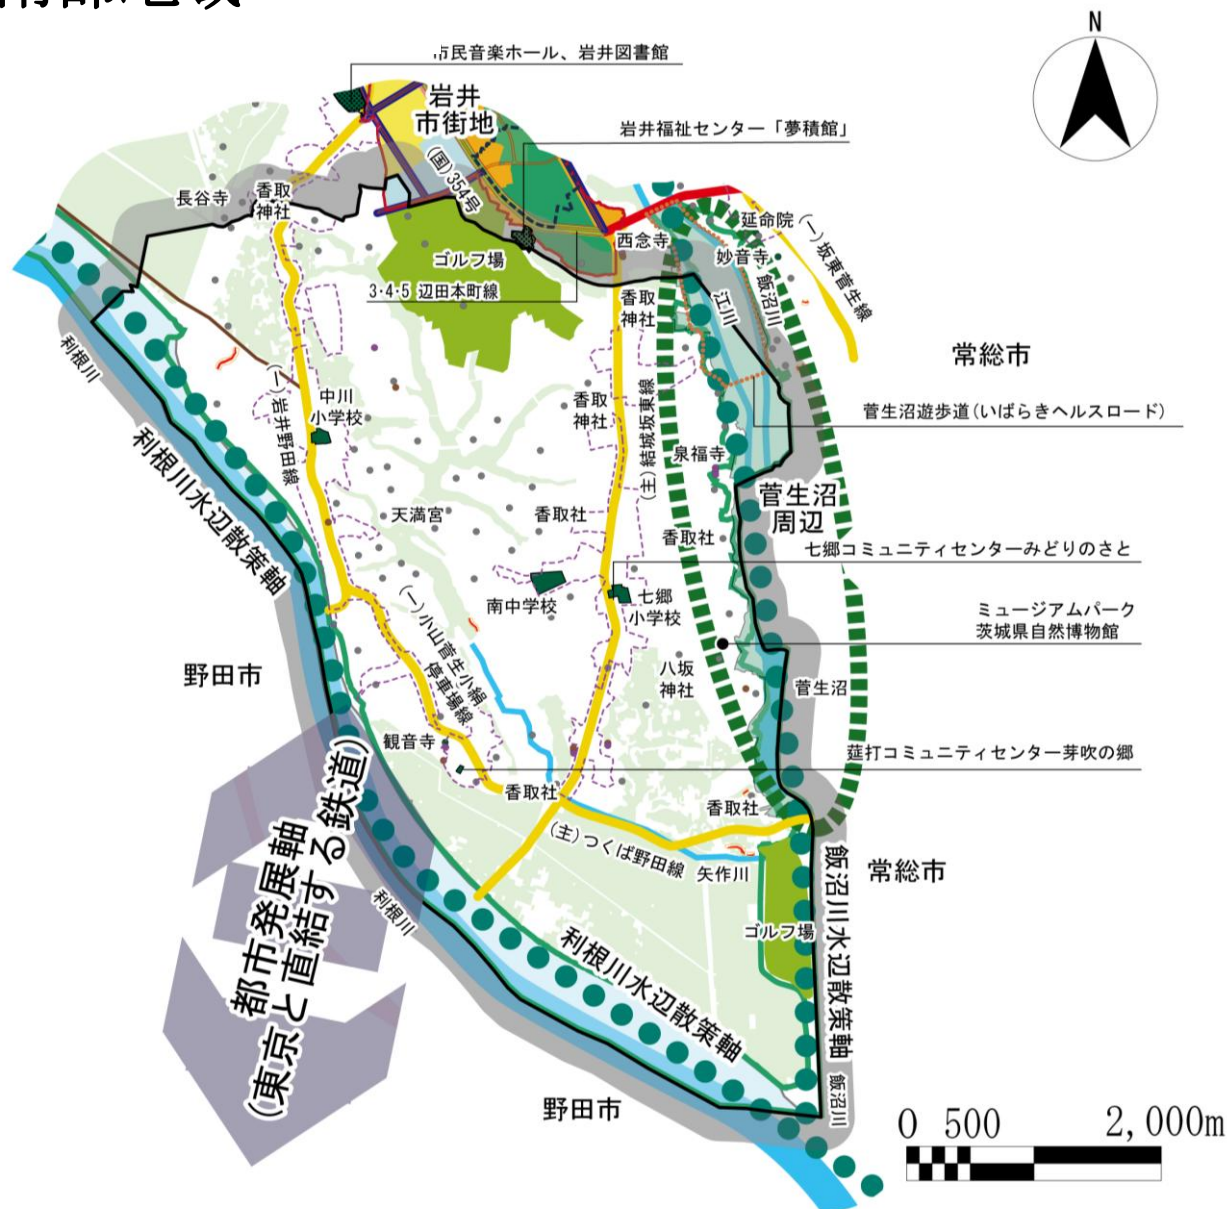 N
市民音楽ホール、岩井図書館
岩井
市街地
岩井福祉センター「夢積館」
(国)354号
長谷寺
香取
神社
ゴルフ場
3・4・5 辺田本町線
西念寺
延命院
妙音寺
(一)坂東菅生線
飯沼川
江川
香取
神社
常総市
利根川
(一)岩井野田線
中川
小学校
香取
神社
(主)結城坂東線
菅生沼遊歩道(いばらきヘルスロード)
泉福寺
利根川水辺散策軸
天満宮
香取社
香取社
菅生沼
周辺
七郷コミュニティセンターみどりのさと
南中学校
七郷
小学校
ミュージアムパーク
茨城県自然博物館
野田市
(一)小山菅生小絹
停車場線
八坂
神社
菅生沼
観音寺
莚打コミュニティセンター芽吹の郷
香取社
香取社
都市発展軸
(東京と直結する鉄道)
(主)つくば野田線
矢作川
常総市
利根川
ゴルフ場
利根川水辺散策軸
飯沼川水辺散策軸
飯沼川
野田市
0 500 2,000m